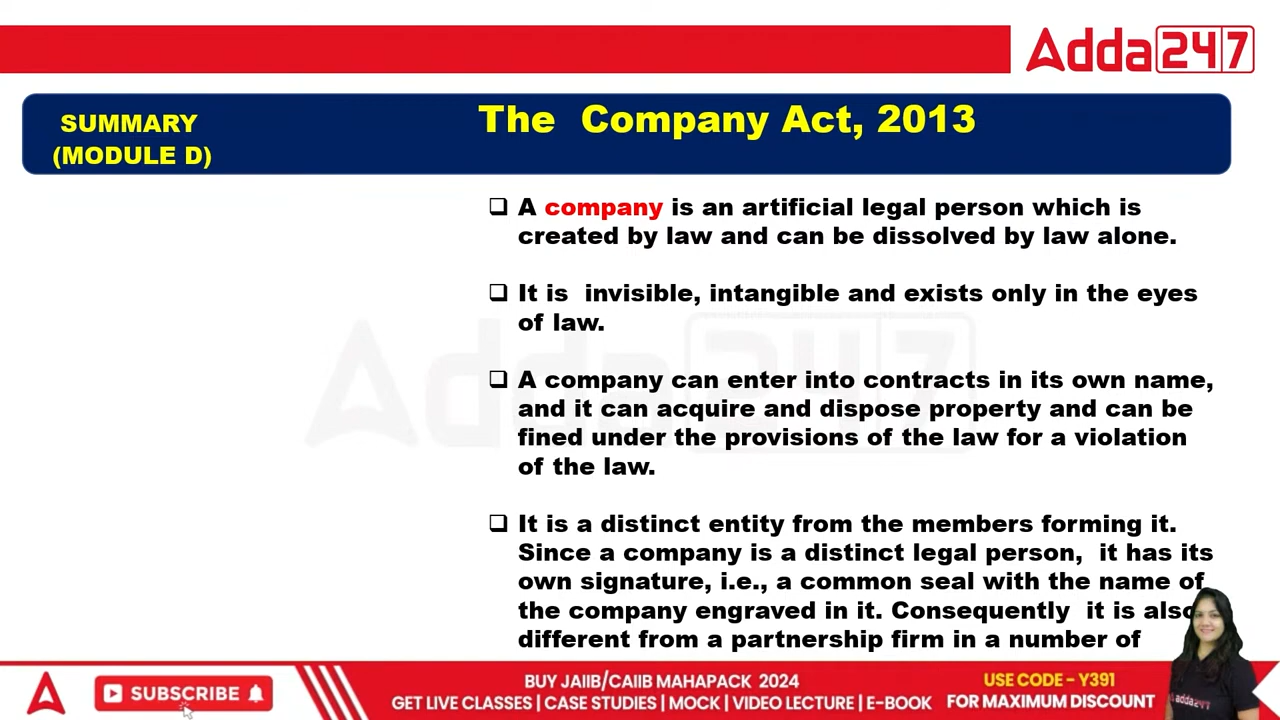 Adda247
SUMMARY
(MODULE D)
The Company Act, 2013
A company is an artificial legal person which is
created by law and can be dissolved by law alone.
It is invisible, intangible and exists only in the eyes
of law.
Adda247
A company can enter into contracts in its own name,
and it can acquire and dispose property and can be
fined under the provisions of the law for a violation
of the law.
It is a distinct entity from the members forming it.
Since a company is a distinct legal person, it has its
own signature, i.e., a common seal with the name of
the company engraved in it. Consequently it is also
different from a partnership firm in a number of
SUBSCRIBE
BUY JAIIB/CAIIB MAHAPACK 2024
GET LIVE CLASSES | CASE STUDIES | MOCK | VIDEO LECTURE | E-BOOK
USE CODE - Y391
FOR MAXIMUM DISCOUNT
adda247